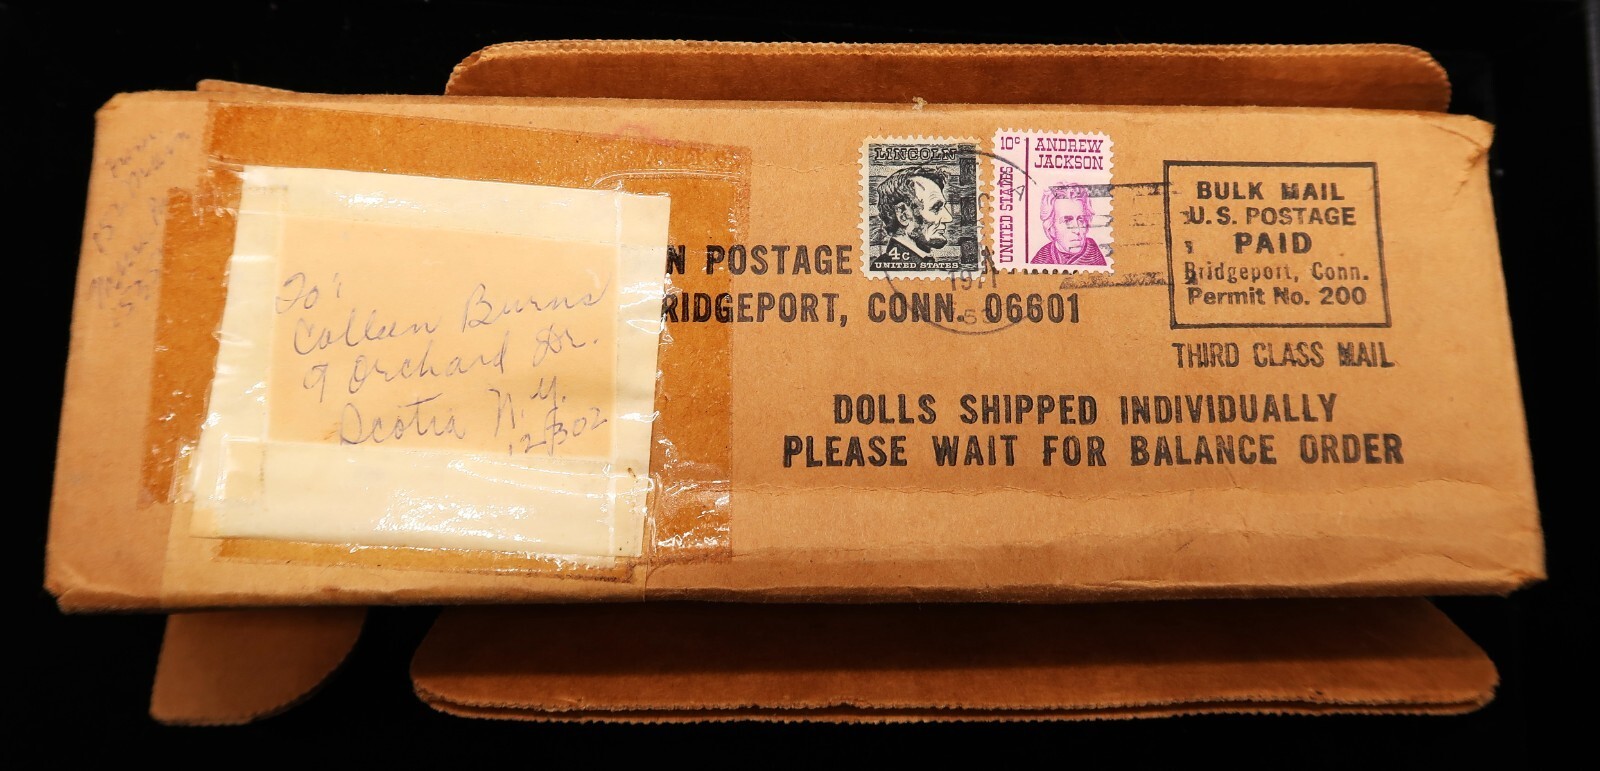 To:
Colleen Burns
9 Orchard Dr.
Scotia N.Y.
12302
LINCOLN
4c
UNITED STATES
10c ANDREW
JACKSON
UNITED STATES
1971
N POSTAGE
RIDGEPORT, CONN. 06601
BULK MAIL
U.S. POSTAGE
PAID
Bridgeport, Conn.
Permit No. 200
THIRD CLASS MAIL
DOLLS SHIPPED INDIVIDUALLY
PLEASE WAIT FOR BALANCE ORDER